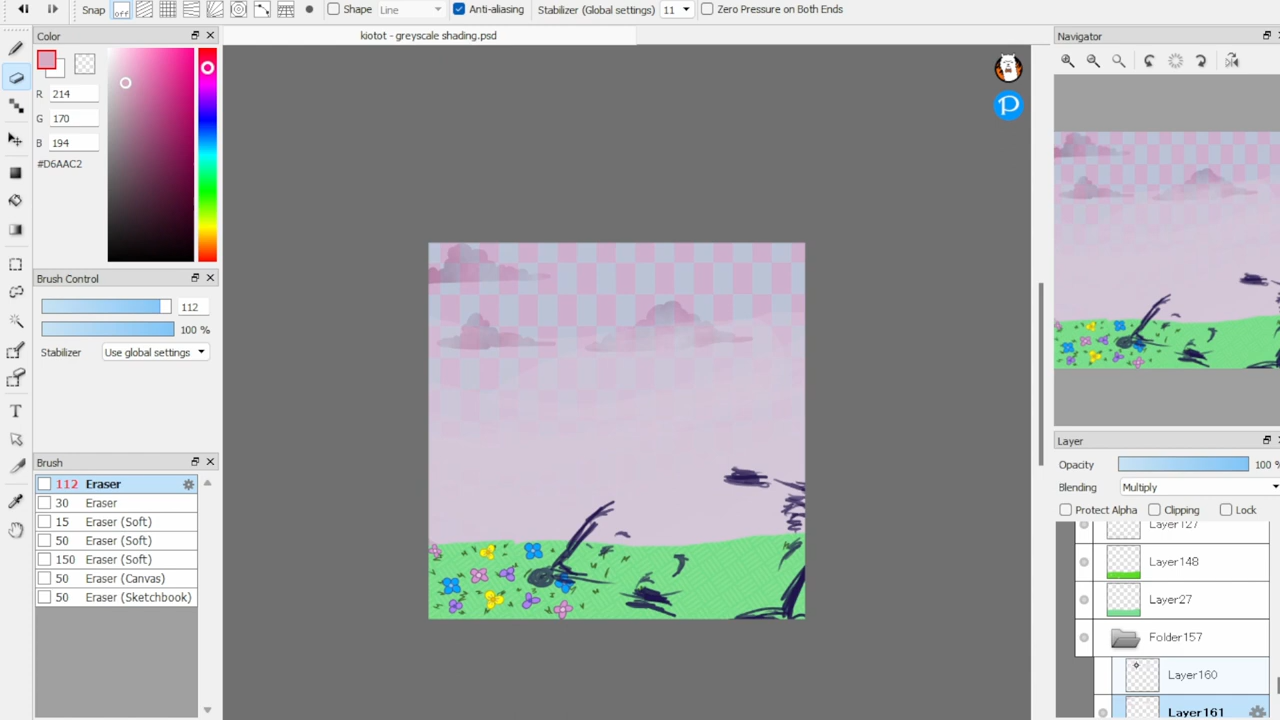 Snap off Shape Line Anti-aliasing Stabilizer (Global settings) 11 Zero Pressure on Both Ends
Color
kiotot - greyscale shading.psd
Navigator
R 214
G 170
B 194
#D6AAC2
Brush Control
112
100 %
Stabilizer Use global settings
Brush
112 Eraser
30 Eraser
15 Eraser (Soft)
50 Eraser (Soft)
150 Eraser (Soft)
50 Eraser (Canvas)
50 Eraser (Sketchbook)
Layer
Opacity 100 %
Blending Multiply
Protect Alpha Clipping Lock
Layer127
Layer148
Layer27
Folder157
Layer160
Layer161